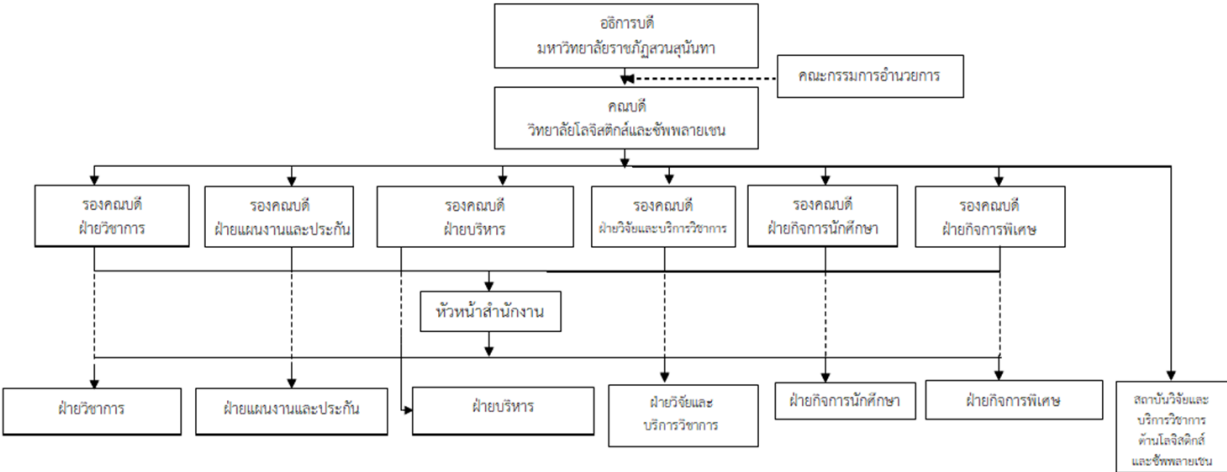 อธิการบดี
มหาวิทยาลัยราชภัฏสวนสุนันทา
คณะกรรมการอำนวยการ
คณบดี
วิทยาลัยโลจิสติกส์และซัพพลายเชน
รองคณบดี
ฝ่ายวิชาการ
รองคณบดี
ฝ่ายแผนงานและประกัน
รองคณบดี
ฝ่ายบริหาร
รองคณบดี
ฝ่ายวิจัยและบริการวิชาการ
รองคณบดี
ฝ่ายกิจการนักศึกษา
รองคณบดี
ฝ่ายกิจการพิเศษ
หัวหน้าสำนักงาน
ฝ่ายวิชาการ
ฝ่ายแผนงานและประกัน
ฝ่ายบริหาร
ฝ่ายวิจัยและ
บริการวิชาการ
ฝ่ายกิจการนักศึกษา
ฝ่ายกิจการพิเศษ
สถาบันวิจัยและ
บริการวิชาการ
ด้านโลจิสติกส์
และซัพพลายเชน